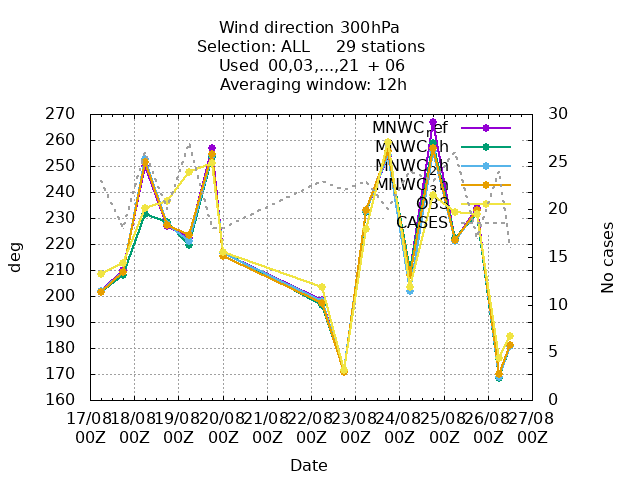 Wind direction 300hPa
Selection: ALL 29 stations
Used 00,03,...,21 + 06
Averaging window: 12h
270
260
250
240
230
220
210
200
190
180
170
160
deg
30
25
20
15
10
5
0
No cases
MNWC_ref
OBS
CASES
17/08 18/08 19/08 20/08 21/08 22/08 23/08 24/08 25/08 26/08 27/08
00Z 00Z 00Z 00Z 00Z 00Z 00Z 00Z 00Z 00Z 00Z
Date